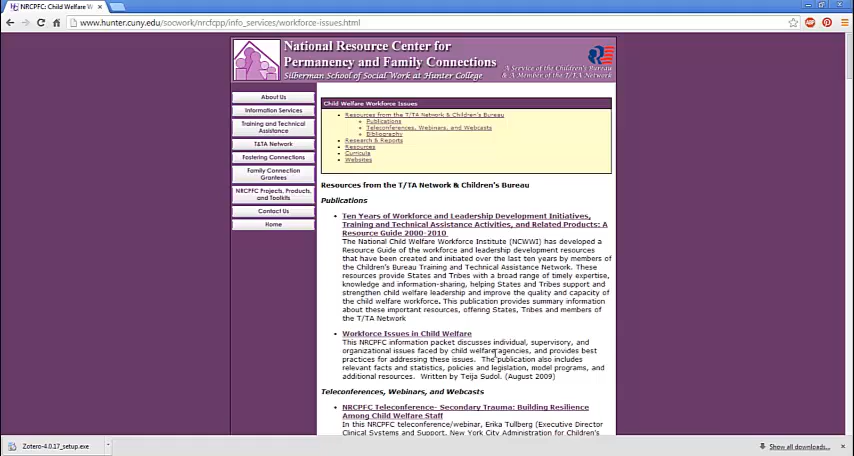 NRCPFC: Child Welfare W
www.hunter.cuny.edu/socwork/nrcfcpp/info_services/workforce-issues.html
ABP
National Resource Center for
Permanency and Family Connections
Silberman School of Social Work at Hunter College
A Service of the Children's Bureau
& A Member of the T/TA Network
About Us
Information Services
Training and Technical
Assistance
T&TA Network
Fostering Connections
Family Connection
Grantees
NRCPFC Projects, Products,
and Toolkits
Contact Us
Home
Child Welfare Workforce Issues
Resources from the T/TA Network & Children's Bureau
Publications
Teleconferences, Webinars, and Webcasts
Bibliography
Research & Reports
Resources
Curricula
Websites
Resources from the T/TA Network & Children's Bureau
Publications
Ten Years of Workforce and Leadership Development Initiatives,
Training and Technical Assistance Activities, and Related Products: A
Resource Guide 2000-2010
The National Child Welfare Workforce Institute (NCWWI) has developed a
Resource Guide of the workforce and leadership development resources
that have been created and initiated over the last ten years by members of
the Children's Bureau Training and Technical Assistance Network. These
resources provide States and Tribes with a broad range of timely expertise,
knowledge and information-sharing, helping States and Tribes support and
strengthen child welfare leadership and improve the quality and capacity of
the child welfare workforce. This publication provides summary information
about these important resources, offering States, Tribes and members of
the T/TA Network
Workforce Issues in Child Welfare
This NRCPFC information packet discusses individual, supervisory, and
organizational issues faced by child welfare agencies, and provides best
practices for addressing these issues. The publication also includes
relevant facts and statistics, policies and legislation, model programs, and
additional resources. Written by Teija Sudol. (August 2009)
Teleconferences, Webinars, and Webcasts
NRCPFC Teleconference- Secondary Trauma: Building Resilience
Among Child Welfare Staff
In this NRCPFC teleconference/webinar, Erika Tullberg (Executive Director
Clinical Systems and Support, New York City Administration for Children's
Zotero-4.0.17_setup.exe
Show all downloads...